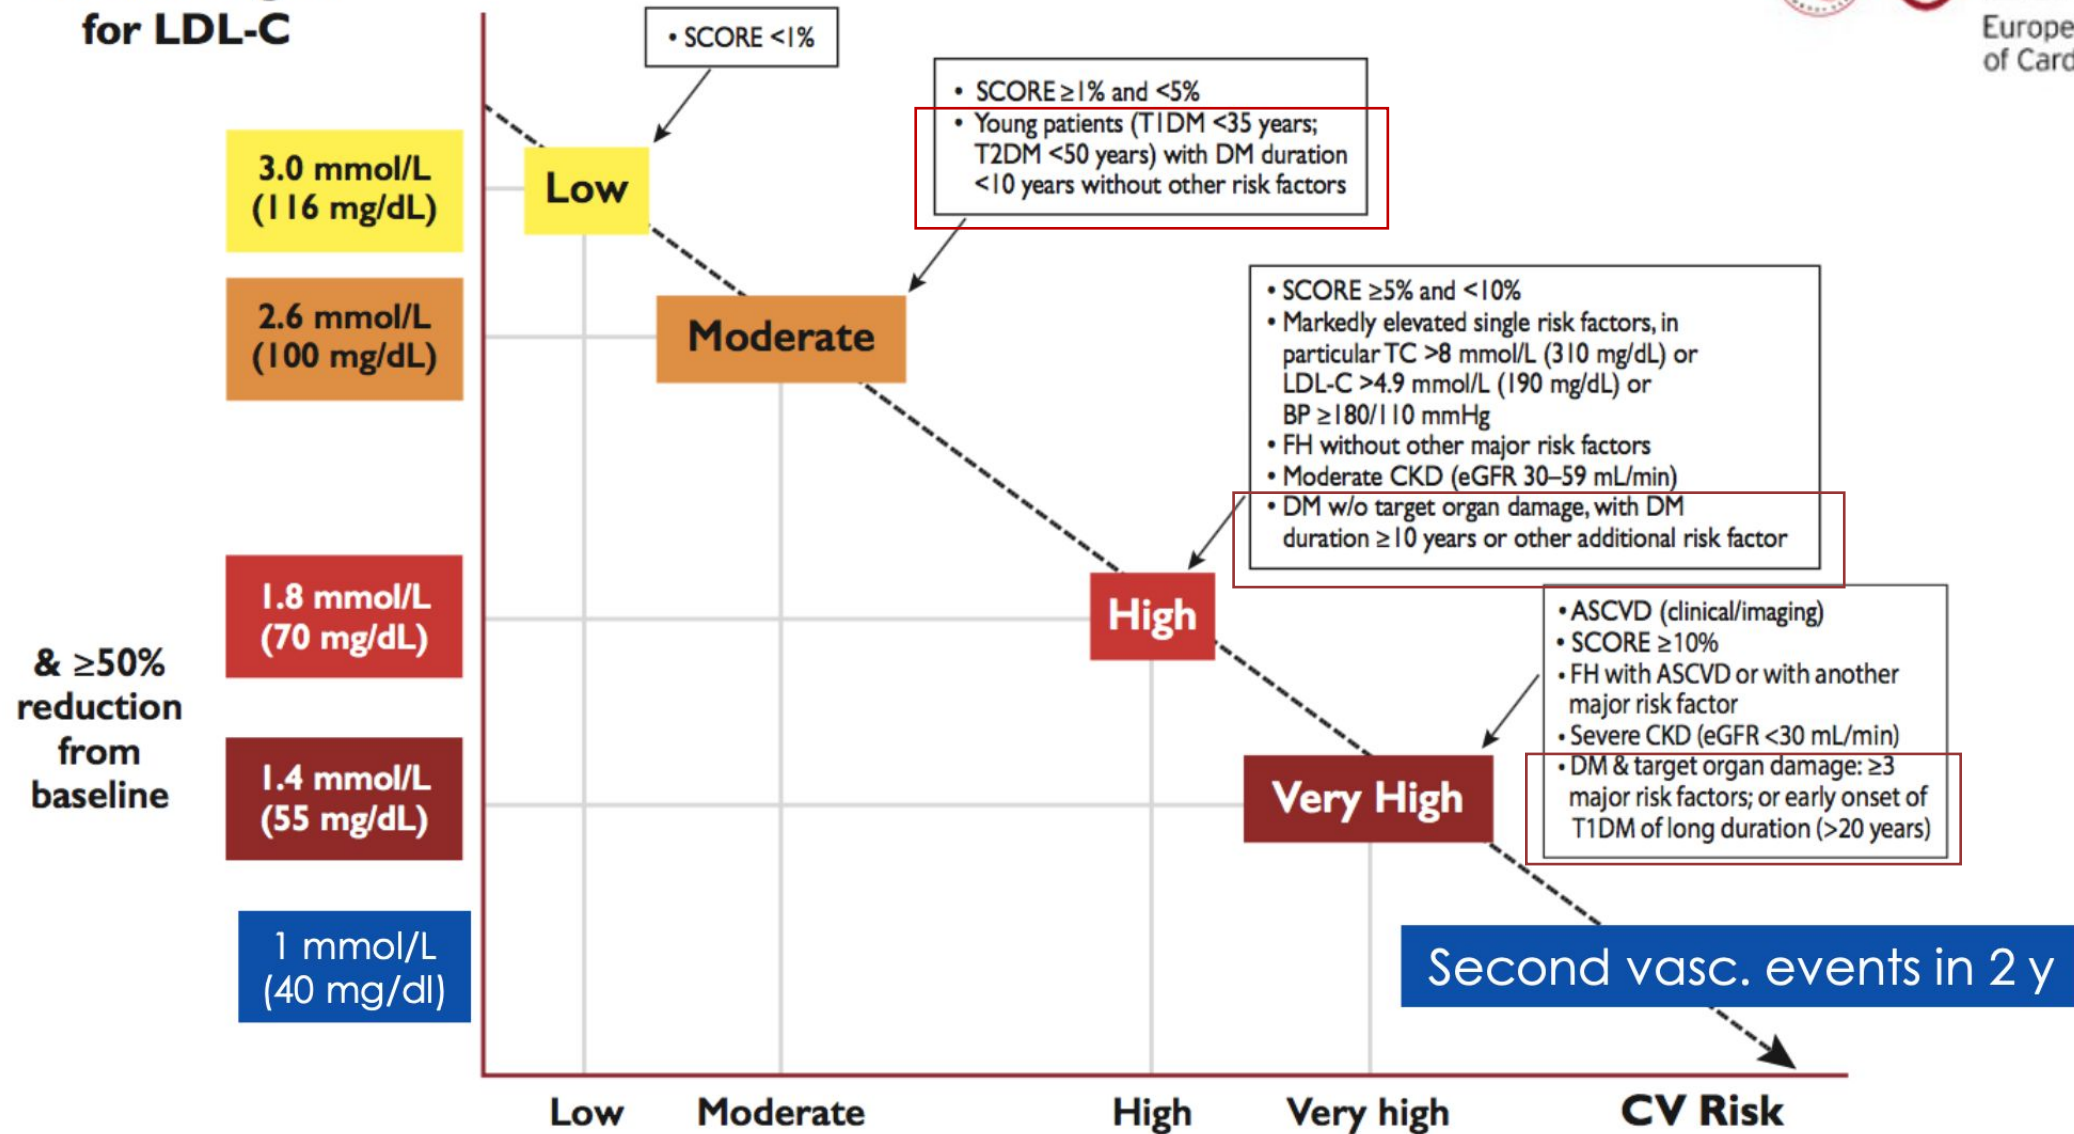 for LDL-C
Europe
of Card
• SCORE <1%
• SCORE ≥1% and <5%
• Young patients (T1DM <35 years;
T2DM <50 years) with DM duration
<10 years without other risk factors
3.0 mmol/L
(116 mg/dL)
Low
2.6 mmol/L
(100 mg/dL)
Moderate
• SCORE ≥5% and <10%
• Markedly elevated single risk factors, in
particular TC >8 mmol/L (310 mg/dL) or
LDL-C >4.9 mmol/L (190 mg/dL) or
BP ≥180/110 mmHg
• FH without other major risk factors
• Moderate CKD (eGFR 30–59 mL/min)
• DM w/o target organ damage, with DM
duration ≥10 years or other additional risk factor
1.8 mmol/L
(70 mg/dL)
High
& ≥50%
reduction
from
baseline
• ASCVD (clinical/imaging)
• SCORE ≥10%
• FH with ASCVD or with another
major risk factor
• Severe CKD (eGFR <30 mL/min)
• DM & target organ damage: ≥3
major risk factors; or early onset of
T1DM of long duration (>20 years)
1.4 mmol/L
(55 mg/dL)
Very High
1 mmol/L
(40 mg/dl)
Second vasc. events in 2 y
Low Moderate High Very high CV Risk